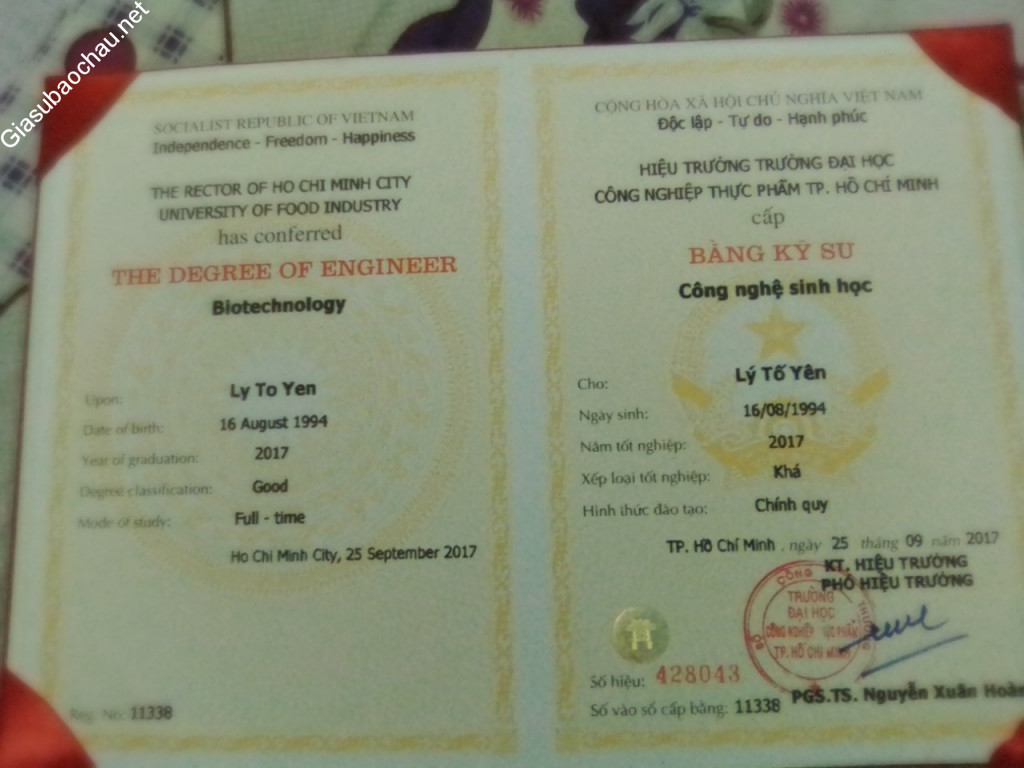 Giasubaochau.net
SOCIALIST REPUBLIC OF VIETNAM
Independence - Freedom - Happiness
THE RECTOR OF HO CHI MINH CITY
UNIVERSITY OF FOOD INDUSTRY
has conferred
THE DEGREE OF ENGINEER
Biotechnology
Upon: Ly To Yen
Date of birth: 16 August 1994
Year of graduation: 2017
Degree classification: Good
Mode of study: Full - time
Ho Chi Minh City, 25 September 2017
Reg. No: 11338
CỘNG HÒA XÃ HỘI CHỦ NGHĨA VIỆT NAM
Độc lập - Tự do - Hạnh phúc
HIỆU TRƯỞNG TRƯỜNG ĐẠI HỌC
CÔNG NGHIỆP THỰC PHẨM TP. HỒ CHÍ MINH
cấp
BẰNG KỸ SƯ
Công nghệ sinh học
Cho: Lý Tố Yên
Ngày sinh: 16/08/1994
Năm tốt nghiệp: 2017
Xếp loại tốt nghiệp: Khá
Hình thức đào tạo: Chính quy
TP. Hồ Chí Minh , ngày 25 tháng 09 năm 2017
KT. HIỆU TRƯỞNG
PHÓ HIỆU TRƯỞNG
BỘ CÔNG THƯƠNG
TRƯỜNG
ĐẠI HỌC
CÔNG NGHIỆP THỰC PHẨM
TP. HỒ CHÍ MINH
Số hiệu: 428043
Số vào sổ cấp bằng: 11338
PGS.TS. Nguyễn Xuân Hoàn